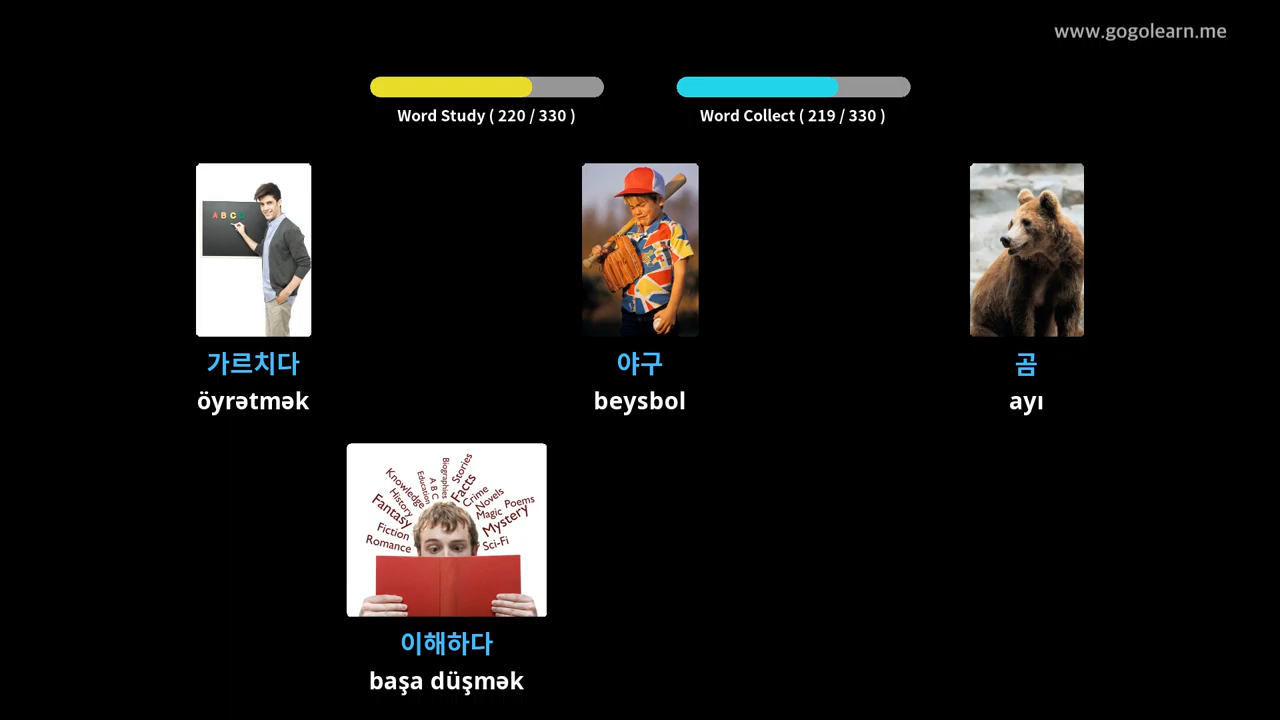 www.gogolearn.me
Word Study ( 220 / 330 )
Word Collect ( 219 / 330 )
A B C D
가르치다
야구
곰
öyrətmək
beysbol
ayı
Stories
Biographies
Facts
A B C
Education
Knowledge
Crime
History
Novels
Fantasy
Magic
Poems
Mystery
Fiction
Romance
Sci-Fi
이해하다
başa düşmək